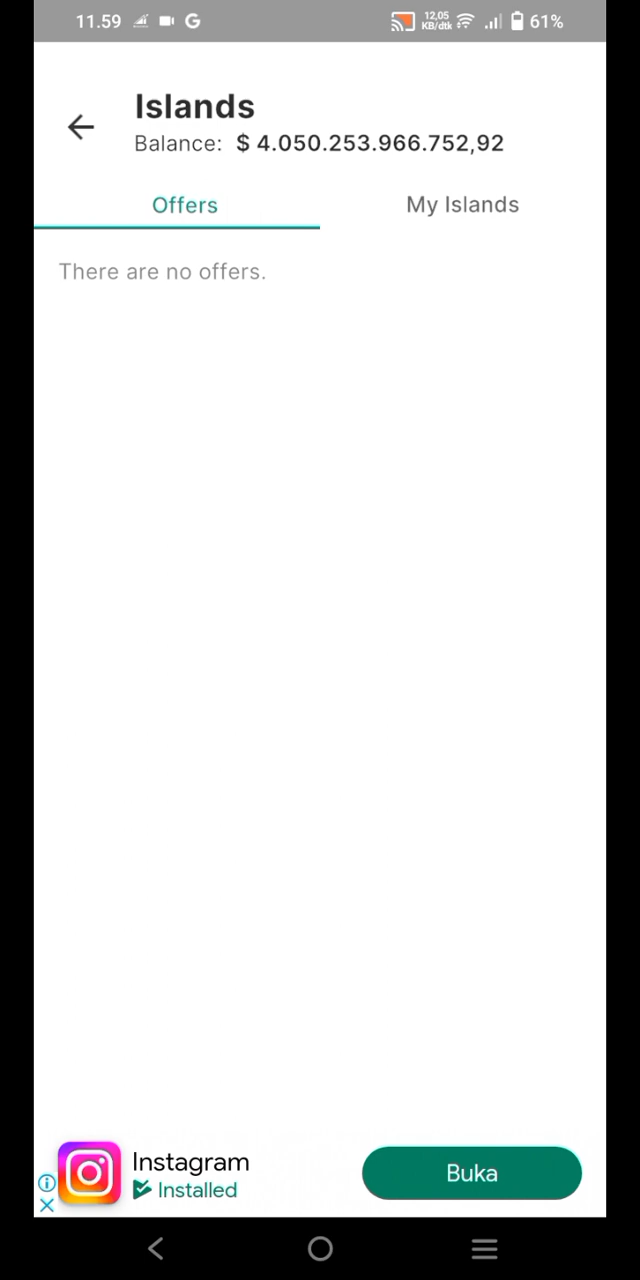 11.59
12,05
KB/dtk
61%
Islands
Balance: $ 4.050.253.966.752,92
Offers
My Islands
There are no offers.
Instagram
Installed
Buka